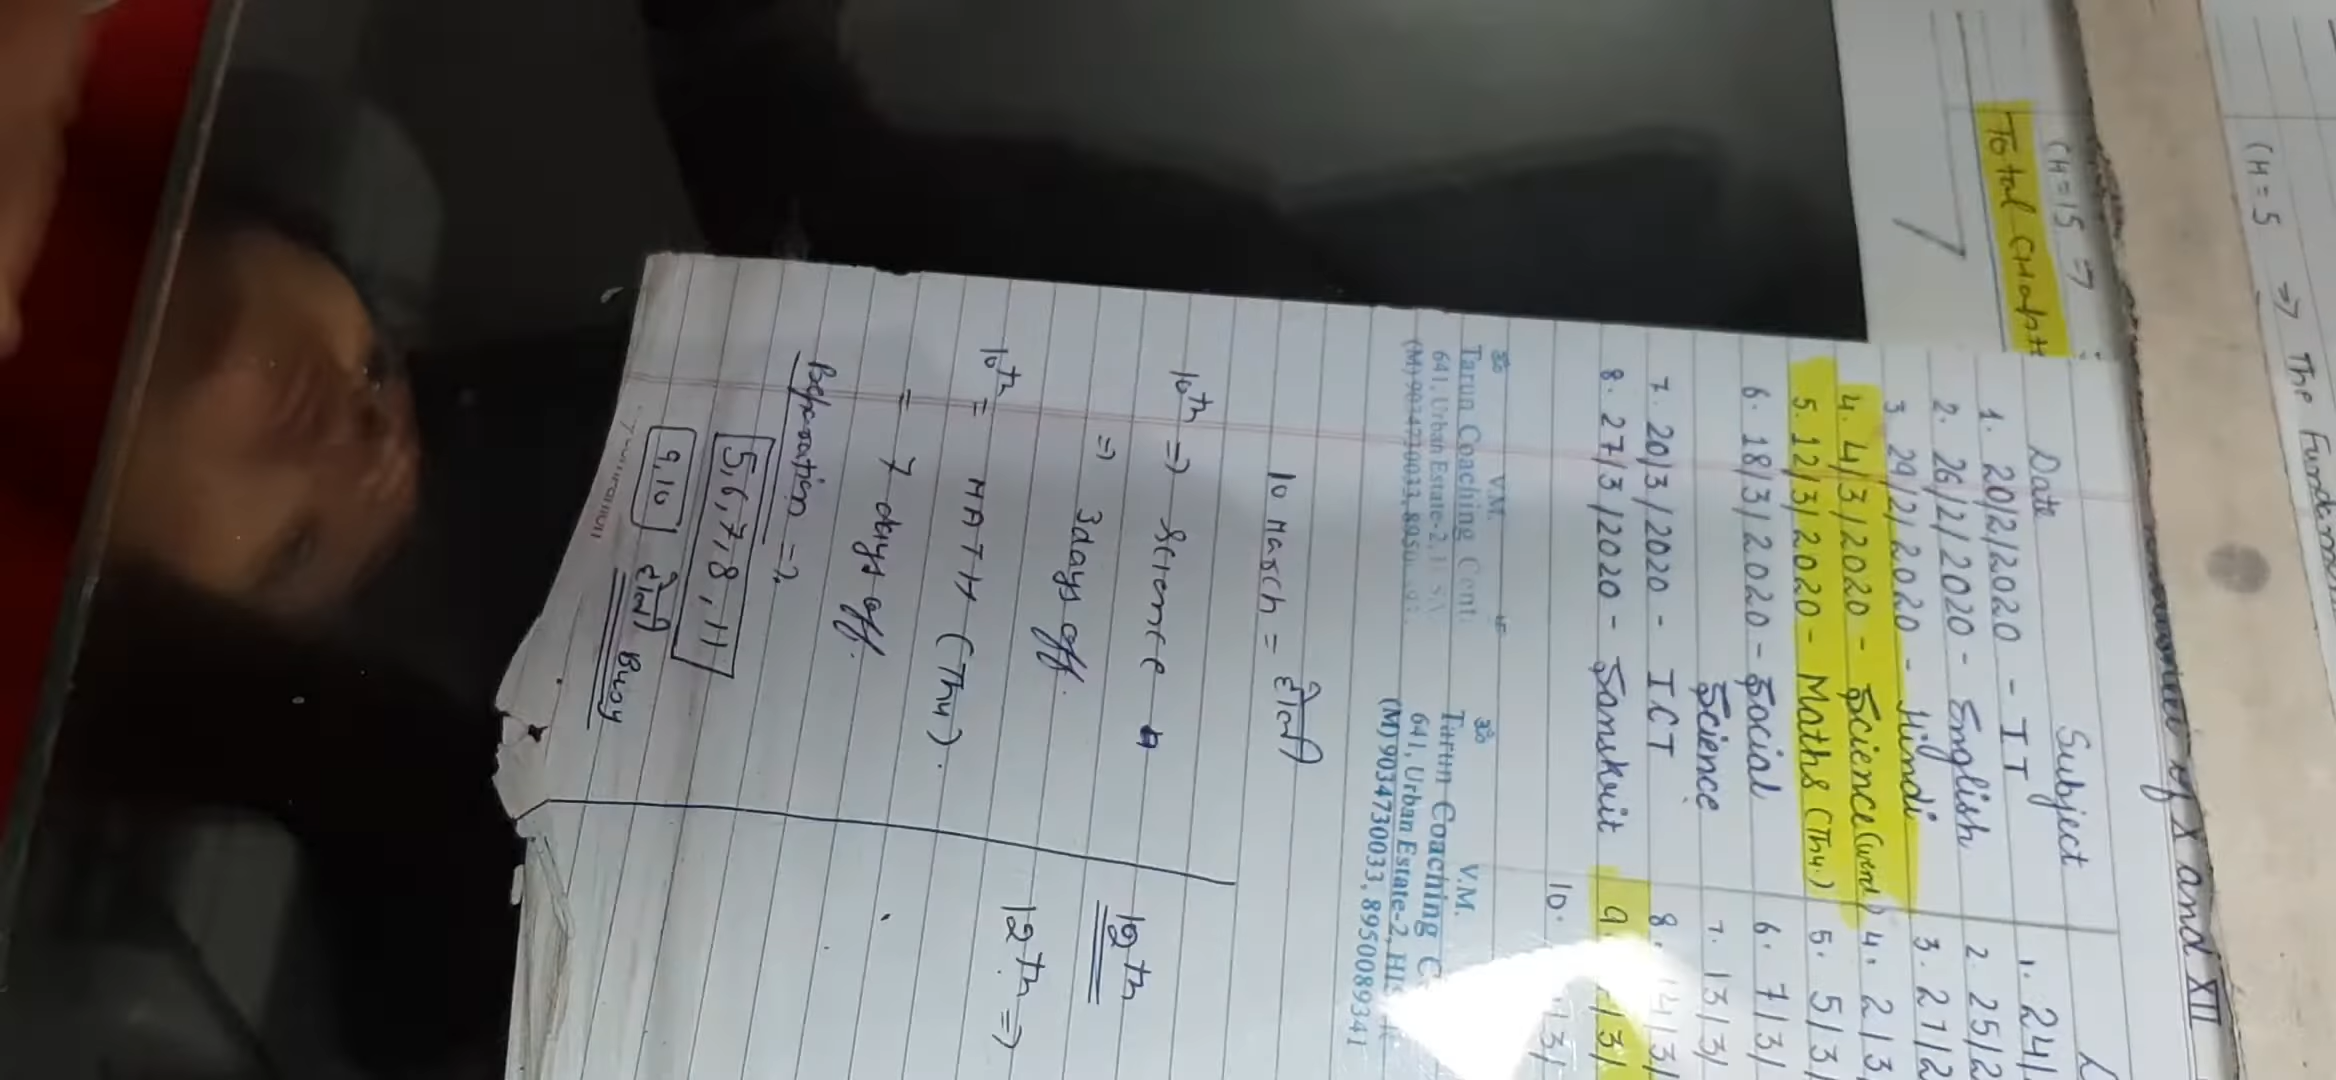 CH = 5 => The Fundamen
CH = 15 =>
Total CHapt
of X and XII
Date Subject
1. 20/2/2020 - IT
2. 26/2/2020 - English
3 29/2/2020 - Hindi
4. 4/3/2020 - Science (wend)
5. 12/3/2020 - Maths (Thu.)
6. 18/3/2020 - Social
Science
7. 20/3/2020 - ICT
8. 27/3/2020 - Sanskrit
1. 24/
2. 25/2
3. 27/2
4. 2/3
5. 5/3
6. 7/3/
7. 13/3/
8. 14/3/
9. /3/
10. /3/
V.M.
Tarun Coaching Cent
641, Urban Estate-2,
V.M.
Tarun Coaching C
641, Urban Estate-2, HIS
(M) 9034730033, 8950089341
10 March = होली
10th => Science
=> 3days off.
10th = MATH (Thu).
= 7 days off.
Preparation =>
5,6,7,8,11
9,10 होली Busy
12th
12th =>